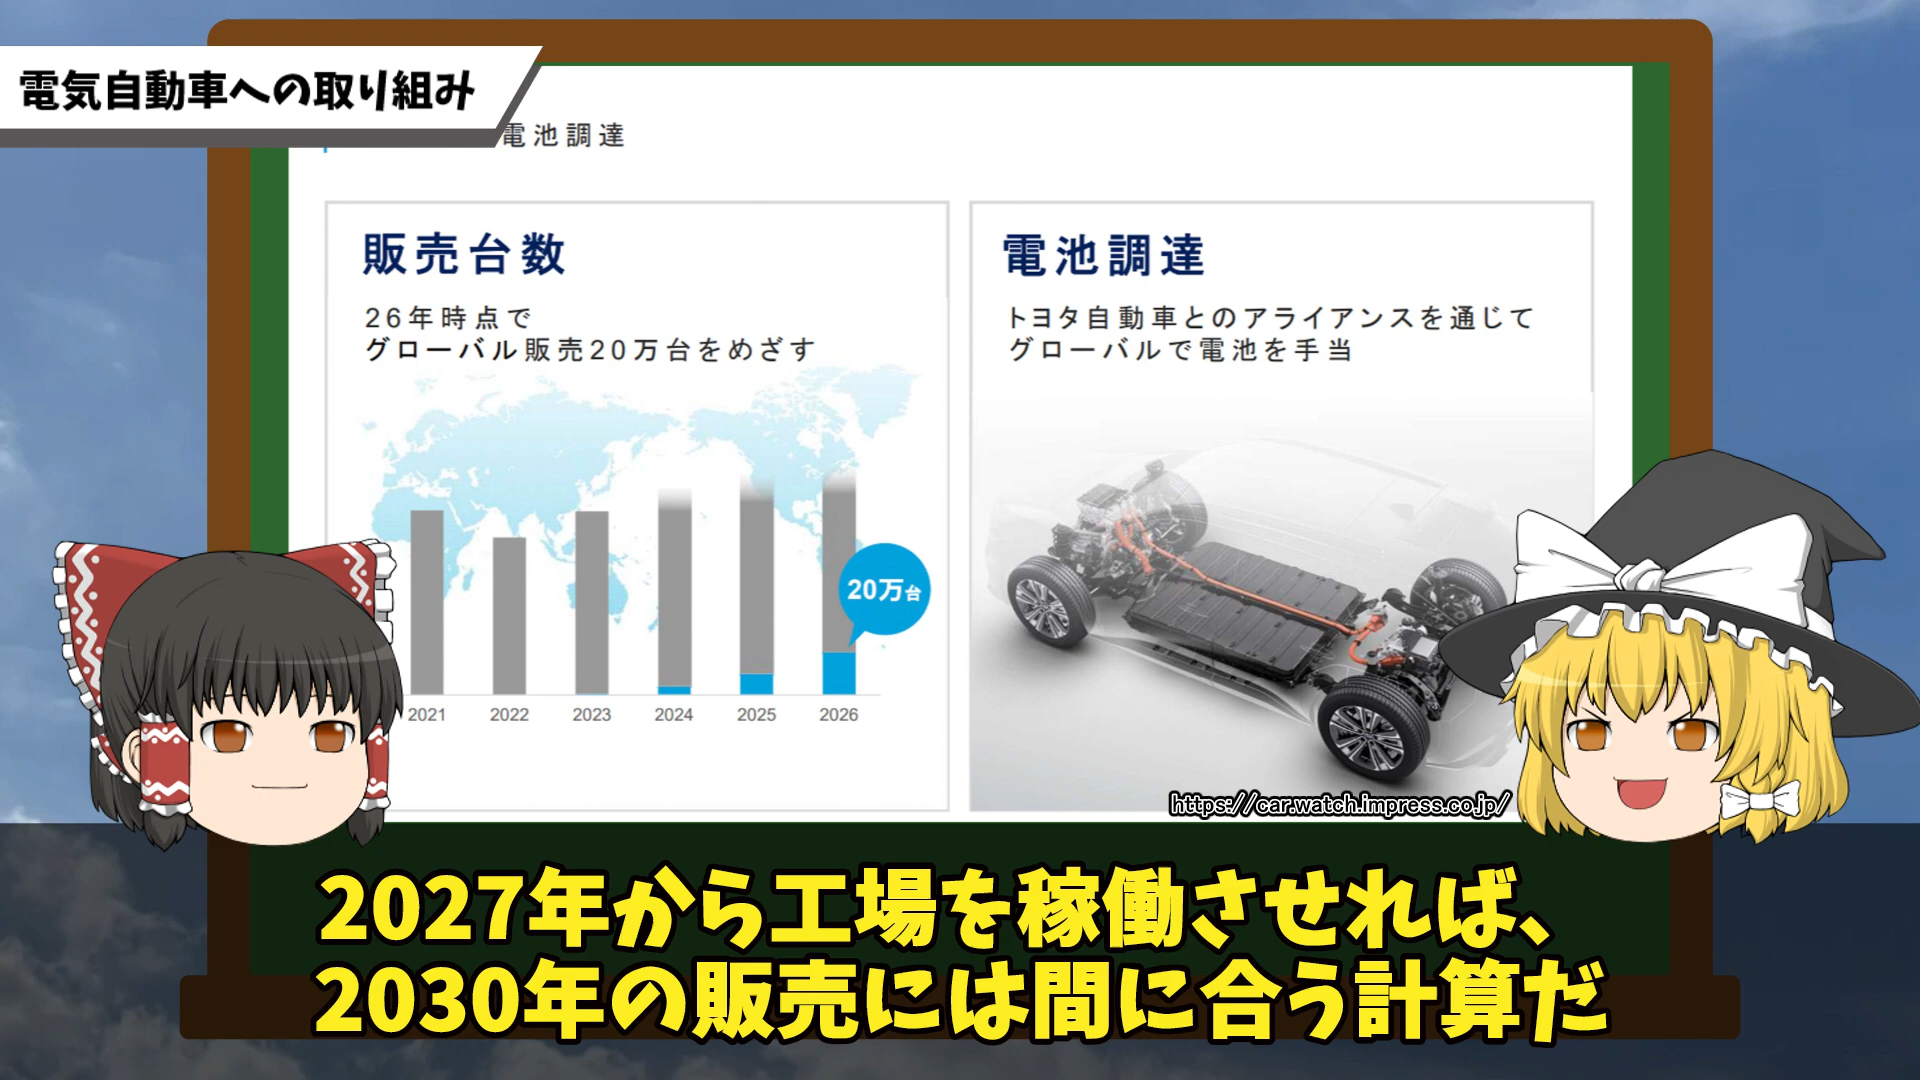 電気自動車への取り組み
電池調達
販売台数
26年時点で
グローバル販売20万台をめざす
20万台
2021 2022 2023 2024 2025 2026
電池調達
トヨタ自動車とのアライアンスを通じて
グローバルで電池を手当
https://car.watch.impress.co.jp/
2027年から工場を稼働させれば、
2030年の販売には間に合う計算だ